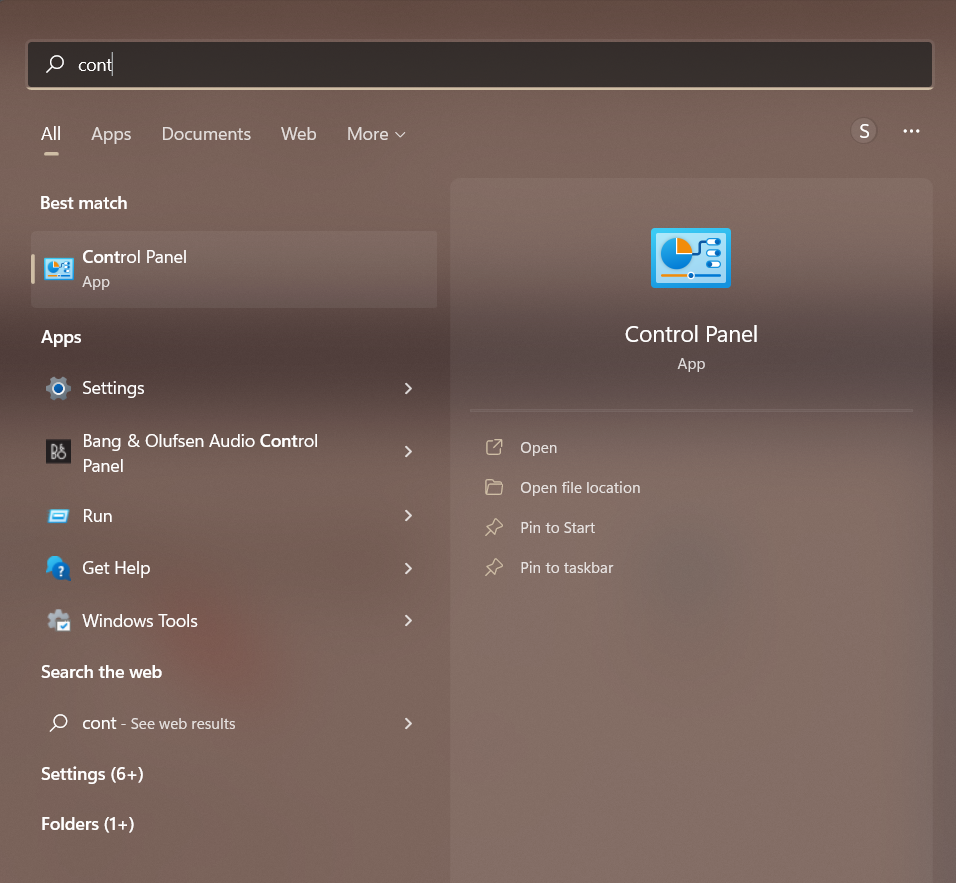 cont
All Apps Documents Web More S
Best match
Control Panel
App
Apps
Settings
Bang & Olufsen Audio Control
Panel
Run
Get Help
Windows Tools
Search the web
cont - See web results
Settings (6+)
Folders (1+)
Control Panel
App
Open
Open file location
Pin to Start
Pin to taskbar